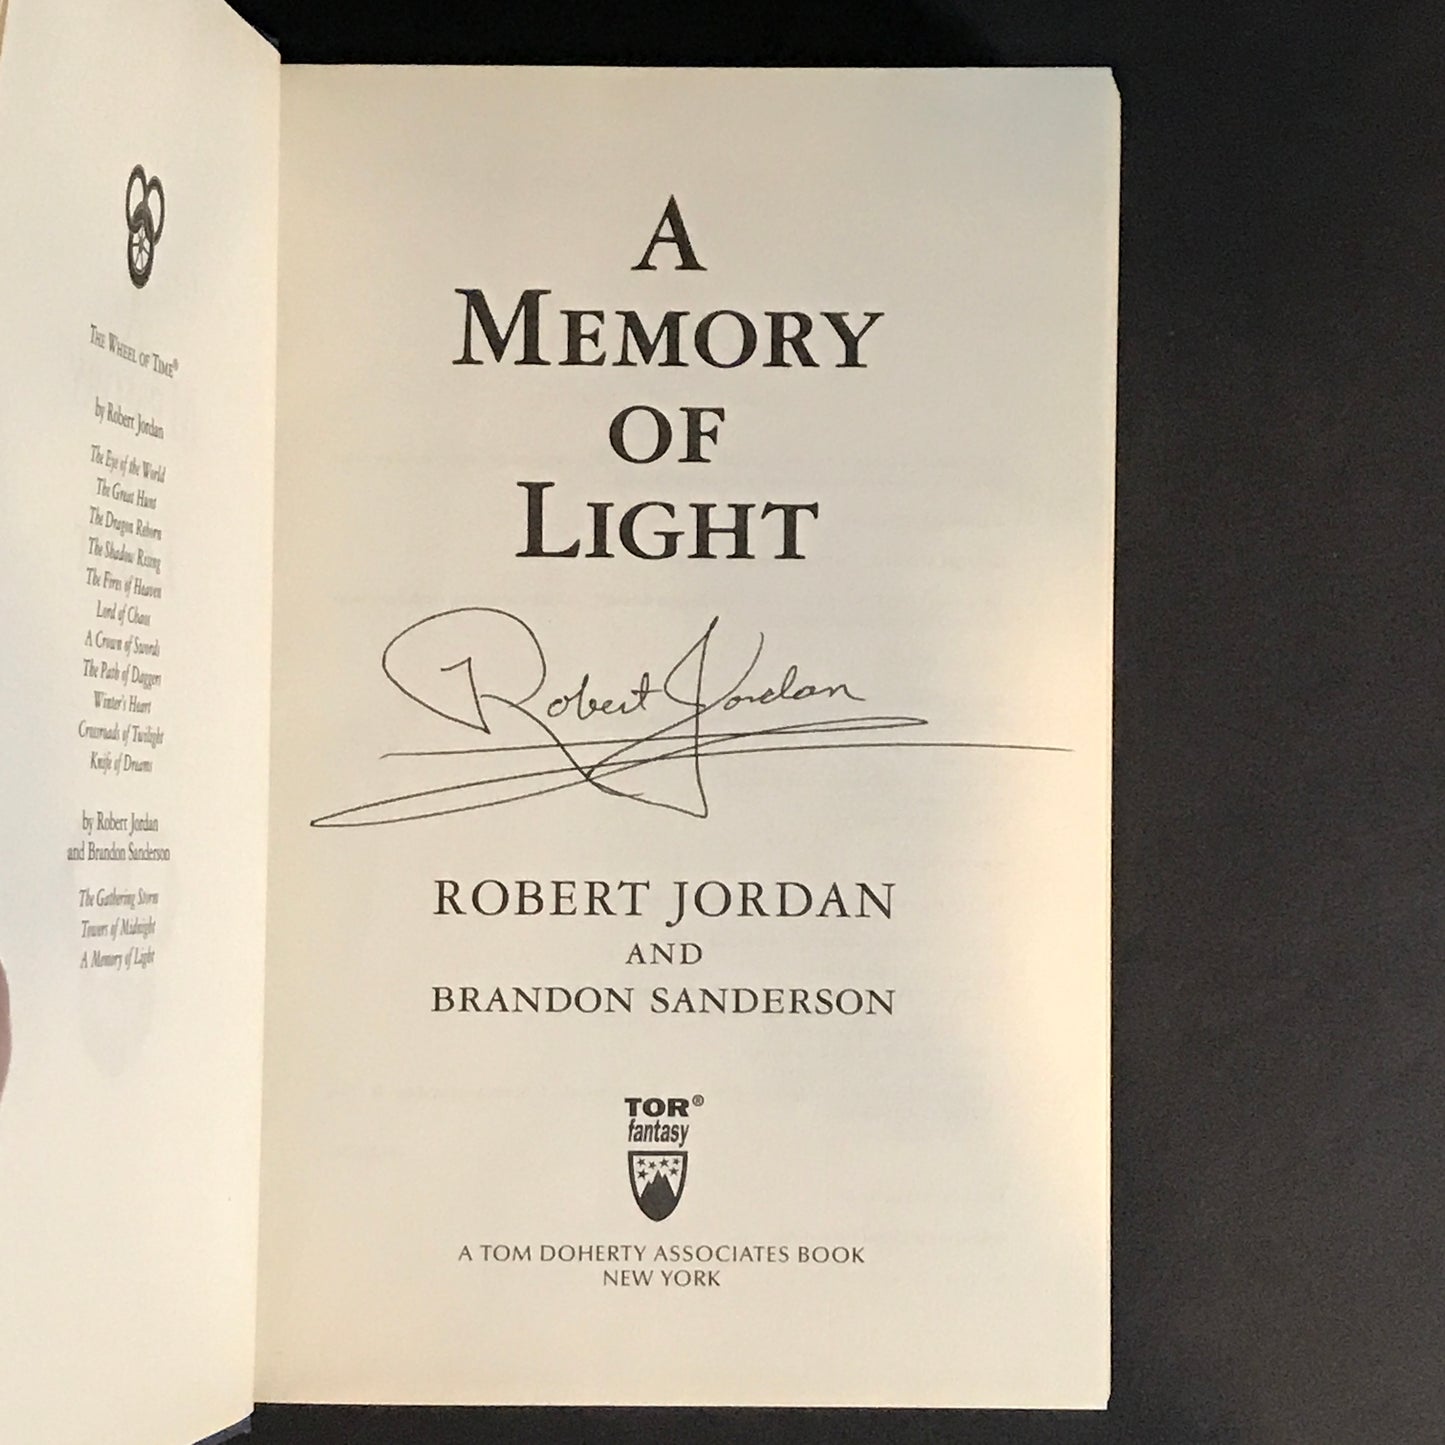 THE WHEEL OF TIME®
by Robert Jordan
The Eye of the World
The Great Hunt
The Dragon Reborn
The Shadow Rising
The Fires of Heaven
Lord of Chaos
A Crown of Swords
The Path of Daggers
Winter's Heart
Crossroads of Twilight
Knife of Dreams
by Robert Jordan
and Brandon Sanderson
The Gathering Storm
Towers of Midnight
A Memory of Light
A
MEMORY
OF
LIGHT
Robert Jordan
ROBERT JORDAN
AND
BRANDON SANDERSON
TOR®
fantasy
A TOM DOHERTY ASSOCIATES BOOK
NEW YORK